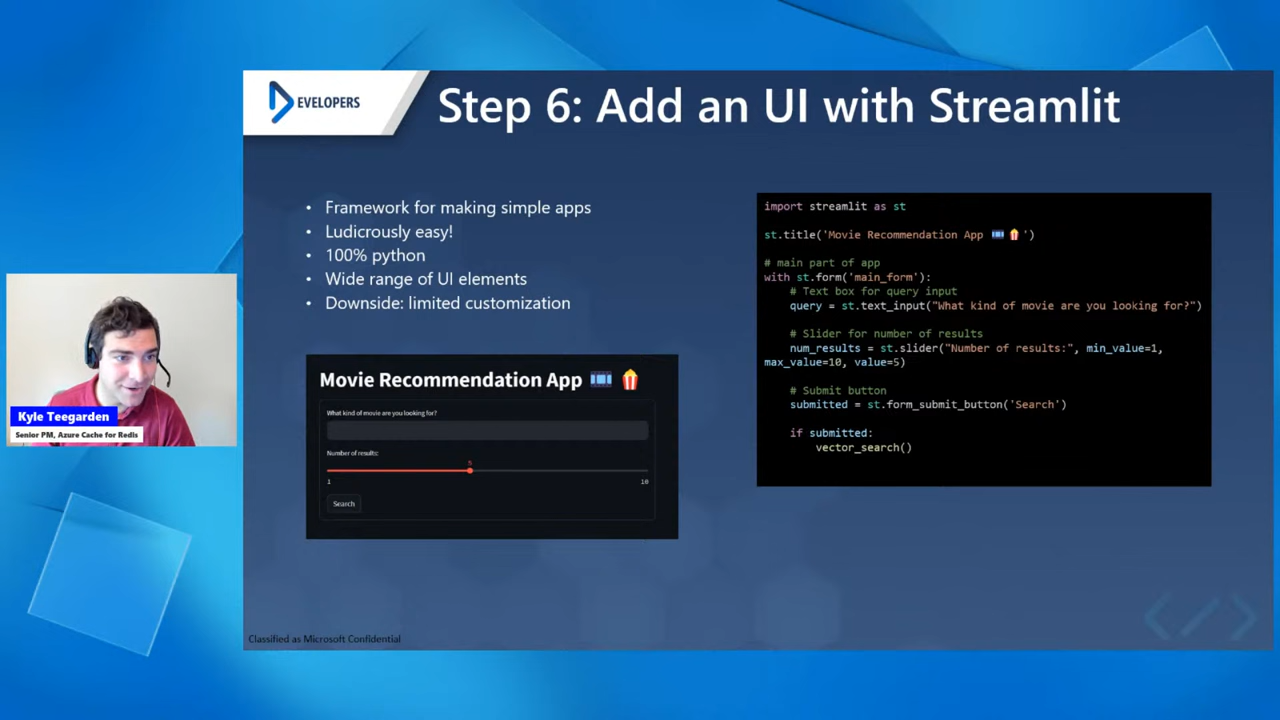 EVELOPERS
Step 6: Add an UI with Streamlit
• Framework for making simple apps
• Ludicrously easy!
• 100% python
• Wide range of UI elements
• Downside: limited customization
Movie Recommendation App 🎞️🍿
What kind of movie are you looking for?
Number of results:
5
1 10
Search
import streamlit as st
st.title('Movie Recommendation App 🎞️🍿')
# main part of app
with st.form('main_form'):
# Text box for query input
query = st.text_input("What kind of movie are you looking for?")
# Slider for number of results
num_results = st.slider("Number of results:", min_value=1,
max_value=10, value=5)
# Submit button
submitted = st.form_submit_button('Search')
if submitted:
vector_search()
Kyle Teegarden
Senior PM, Azure Cache for Redis
Classified as Microsoft Confidential